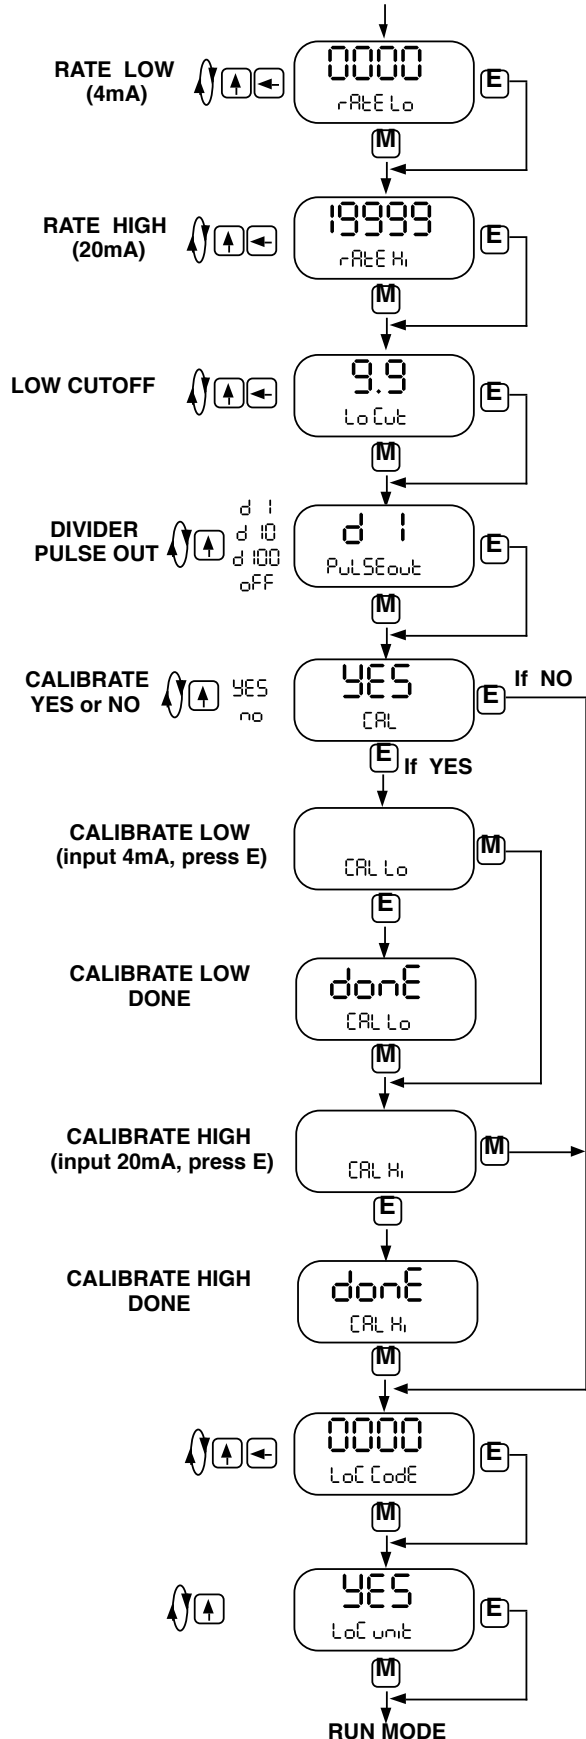 RATE LOW
(4mA)
0000
rAtE Lo
E
M
RATE HIGH
(20mA)
19999
rAtE Hi
E
M
LOW CUTOFF
9.9
Lo Cut
E
M
DIVIDER
PULSE OUT
d 1
d 10
d 100
oFF
d 1
PuLSEout
E
M
CALIBRATE
YES or NO
YES
no
YES
CAL
E
If NO
E
If YES
CALIBRATE LOW
(input 4mA, press E)
CAL Lo
M
E
CALIBRATE LOW
DONE
donE
CAL Lo
M
CALIBRATE HIGH
(input 20mA, press E)
CAL Hi
M
E
CALIBRATE HIGH
DONE
donE
CAL Hi
M
0000
LoC CodE
E
M
YES
LoC unit
E
M
RUN MODE